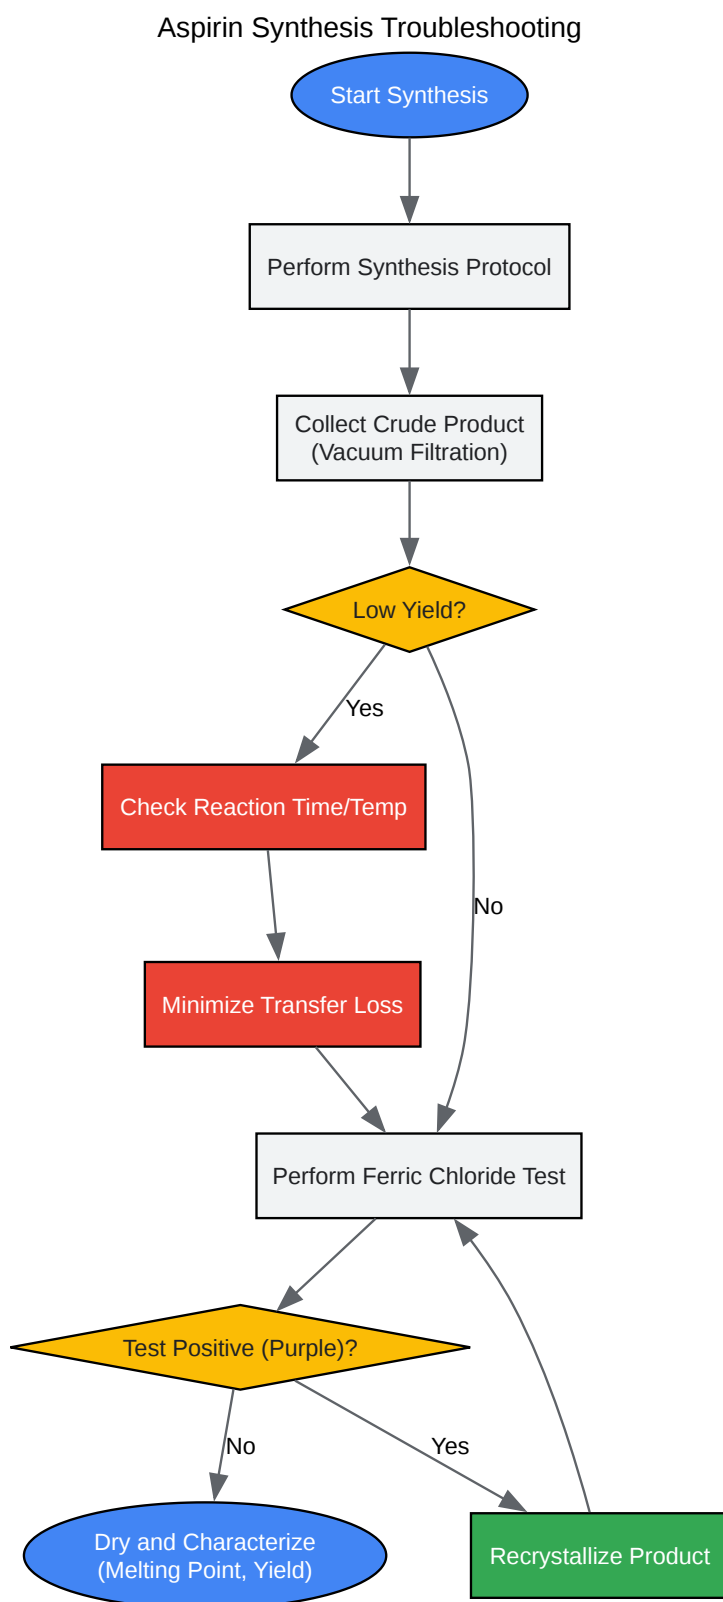 Aspirin Synthesis Troubleshooting
Start Synthesis
Perform Synthesis Protocol
Collect Crude Product
(Vacuum Filtration)
Low Yield?
Yes
Check Reaction Time/Temp
No
Minimize Transfer Loss
Perform Ferric Chloride Test
Test Positive (Purple)?
No
Yes
Dry and Characterize
(Melting Point, Yield)
Recrystallize Product